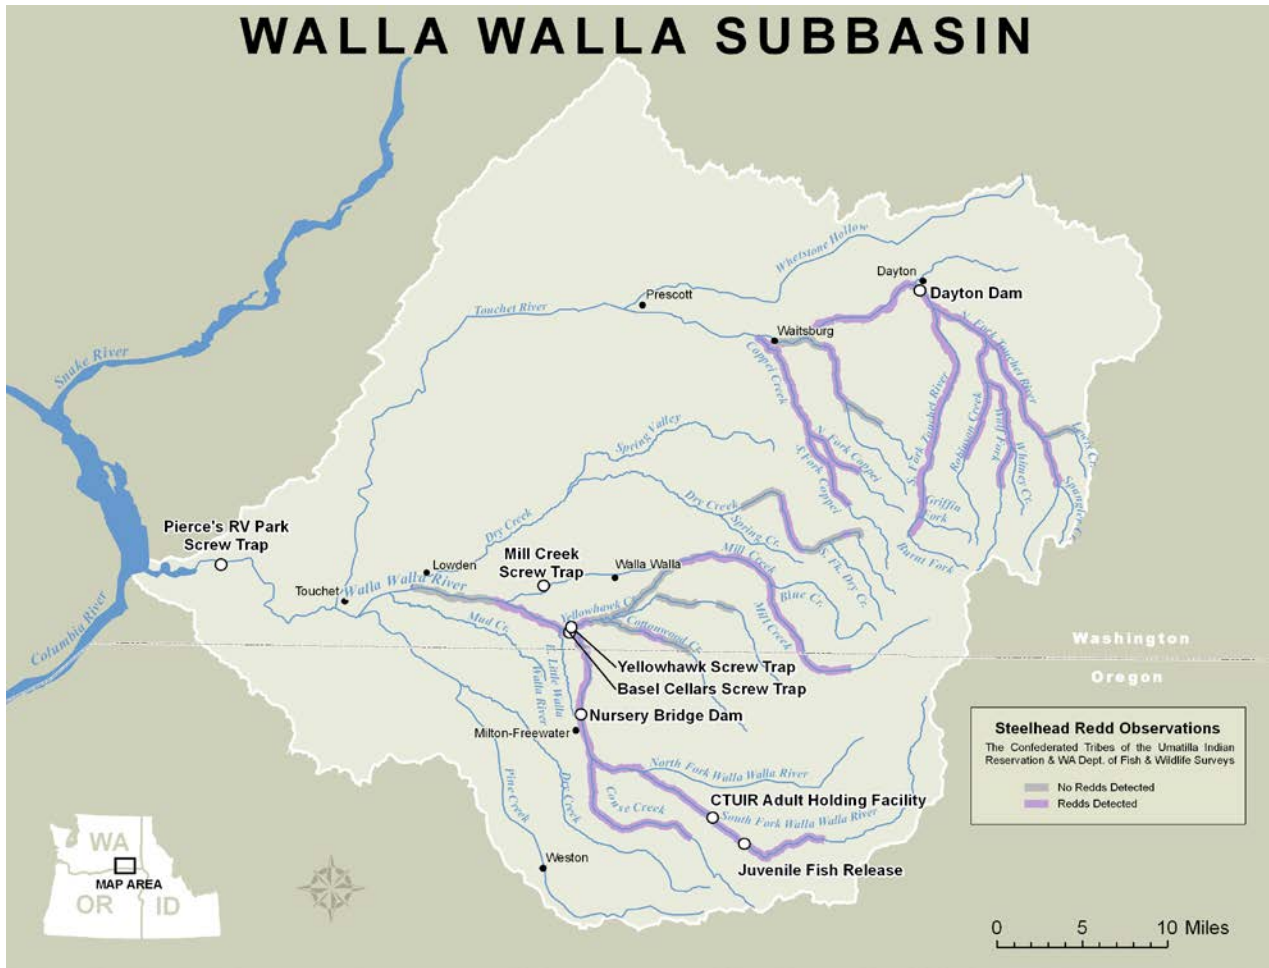 WALLA WALLA SUBBASIN
Snake River
Columbia River
Whetstone Hollow
Dayton
Dayton Dam
Prescott
Touchet River
Waitsburg
Coppei Creek
N. Fork Touchet River
S. Fork Touchet River
Robinson Creek
Wolf Fork
Whitney Cr.
Lewis Cr.
Spangler Cr.
N. Fork Coppei
S. Fork Coppei
Griffin
Fork
Burnt Fork
Spring Valley
Dry Creek
Dry Creek
Spring Cr.
S. Fk. Dry Cr.
Pierce's RV Park
Screw Trap
Mill Creek
Screw Trap
Lowden
Walla Walla
Mill Creek
Blue Cr.
Mill Creek
Touchet
Walla Walla River
Mud Cr.
Yellowhawk Cr.
Cottonwood Cr.
E. Little Walla
Walla River
Yellowhawk Screw Trap
Basel Cellars Screw Trap
Washington
Oregon
Nursery Bridge Dam
Milton-Freewater
North Fork Walla Walla River
Pine Creek
Dry Creek
Couse Creek
CTUIR Adult Holding Facility
South Fork Walla Walla River
Juvenile Fish Release
Weston
Steelhead Redd Observations
The Confederated Tribes of the Umatilla Indian
Reservation & WA Dept. of Fish & Wildlife Surveys
No Redds Detected
Redds Detected
WA
MAP AREA
OR
ID
0 5 10 Miles